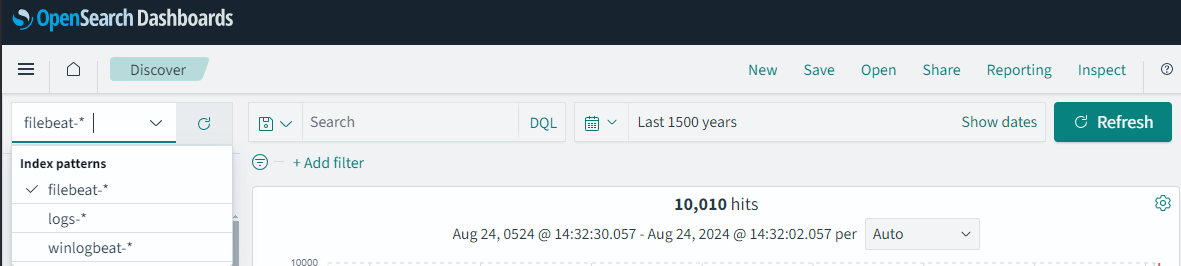 OpenSearch Dashboards
Discover New Save Open Share Reporting Inspect
filebeat-* Search DQL Last 1500 years Show dates Refresh
+ Add filter
Index patterns
filebeat-*
logs-*
winlogbeat-*
10,010 hits
Aug 24, 0524 @ 14:32:30.057 - Aug 24, 2024 @ 14:32:02.057 per Auto
10000